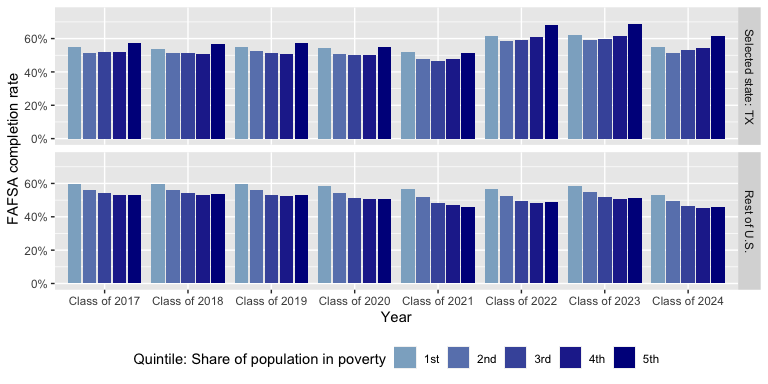 FAFSA completion rate
60%
40%
20%
0%
Selected state: TX
60%
40%
20%
0%
Rest of U.S.
Class of 2017 Class of 2018 Class of 2019 Class of 2020 Class of 2021 Class of 2022 Class of 2023 Class of 2024
Year
Quintile: Share of population in poverty 1st 2nd 3rd 4th 5th